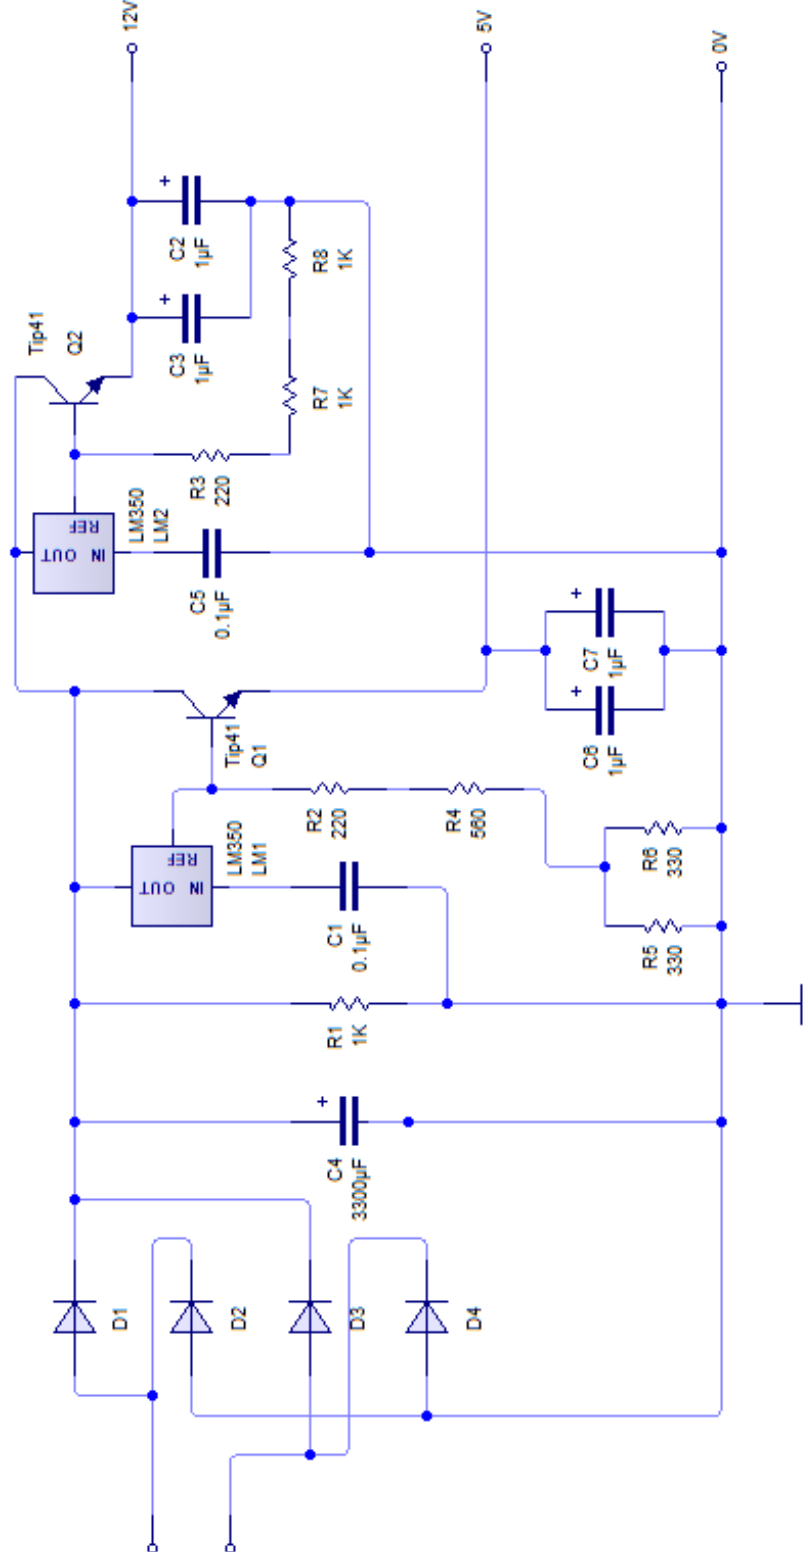 Tip41
Q2
12V
IN OUT
REF
LM350
LM2
D1
C2
1µF
C3
1µF
IN OUT
REF
LM350
LM1
Tip41
Q1
C5
0.1µF
R3
220
D2
R7
1K
R8
1K
R1
1K
C1
0.1µF
R2
220
C4
3300µF
D3
R4
560
D4
5V
C6
1µF
C7
1µF
R5
330
R6
330
0V